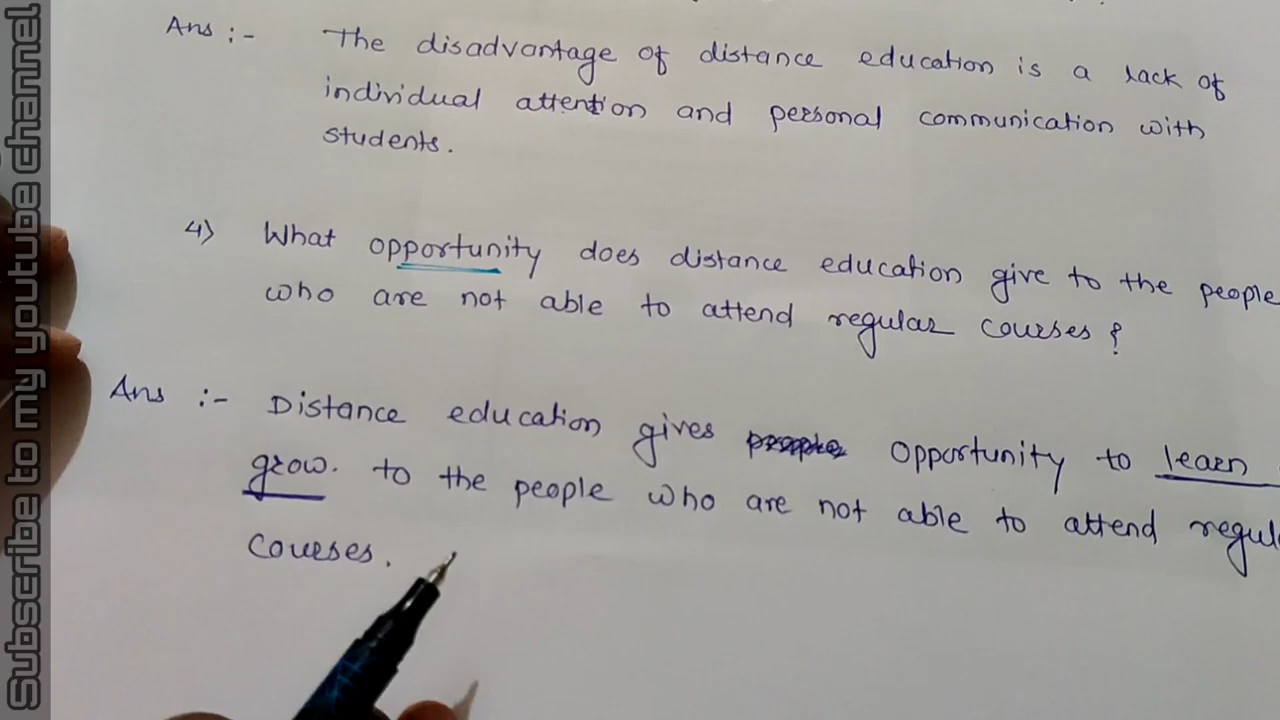 Subscribe to my youtube channel
Ans :- The disadvantage of distance education is a lack of
individual attention and personal communication with
students.
4) What opportunity does distance education give to the people
who are not able to attend regular courses ?
Ans :- Distance education gives opportunity to learn
grow. to the people who are not able to attend regul
courses.